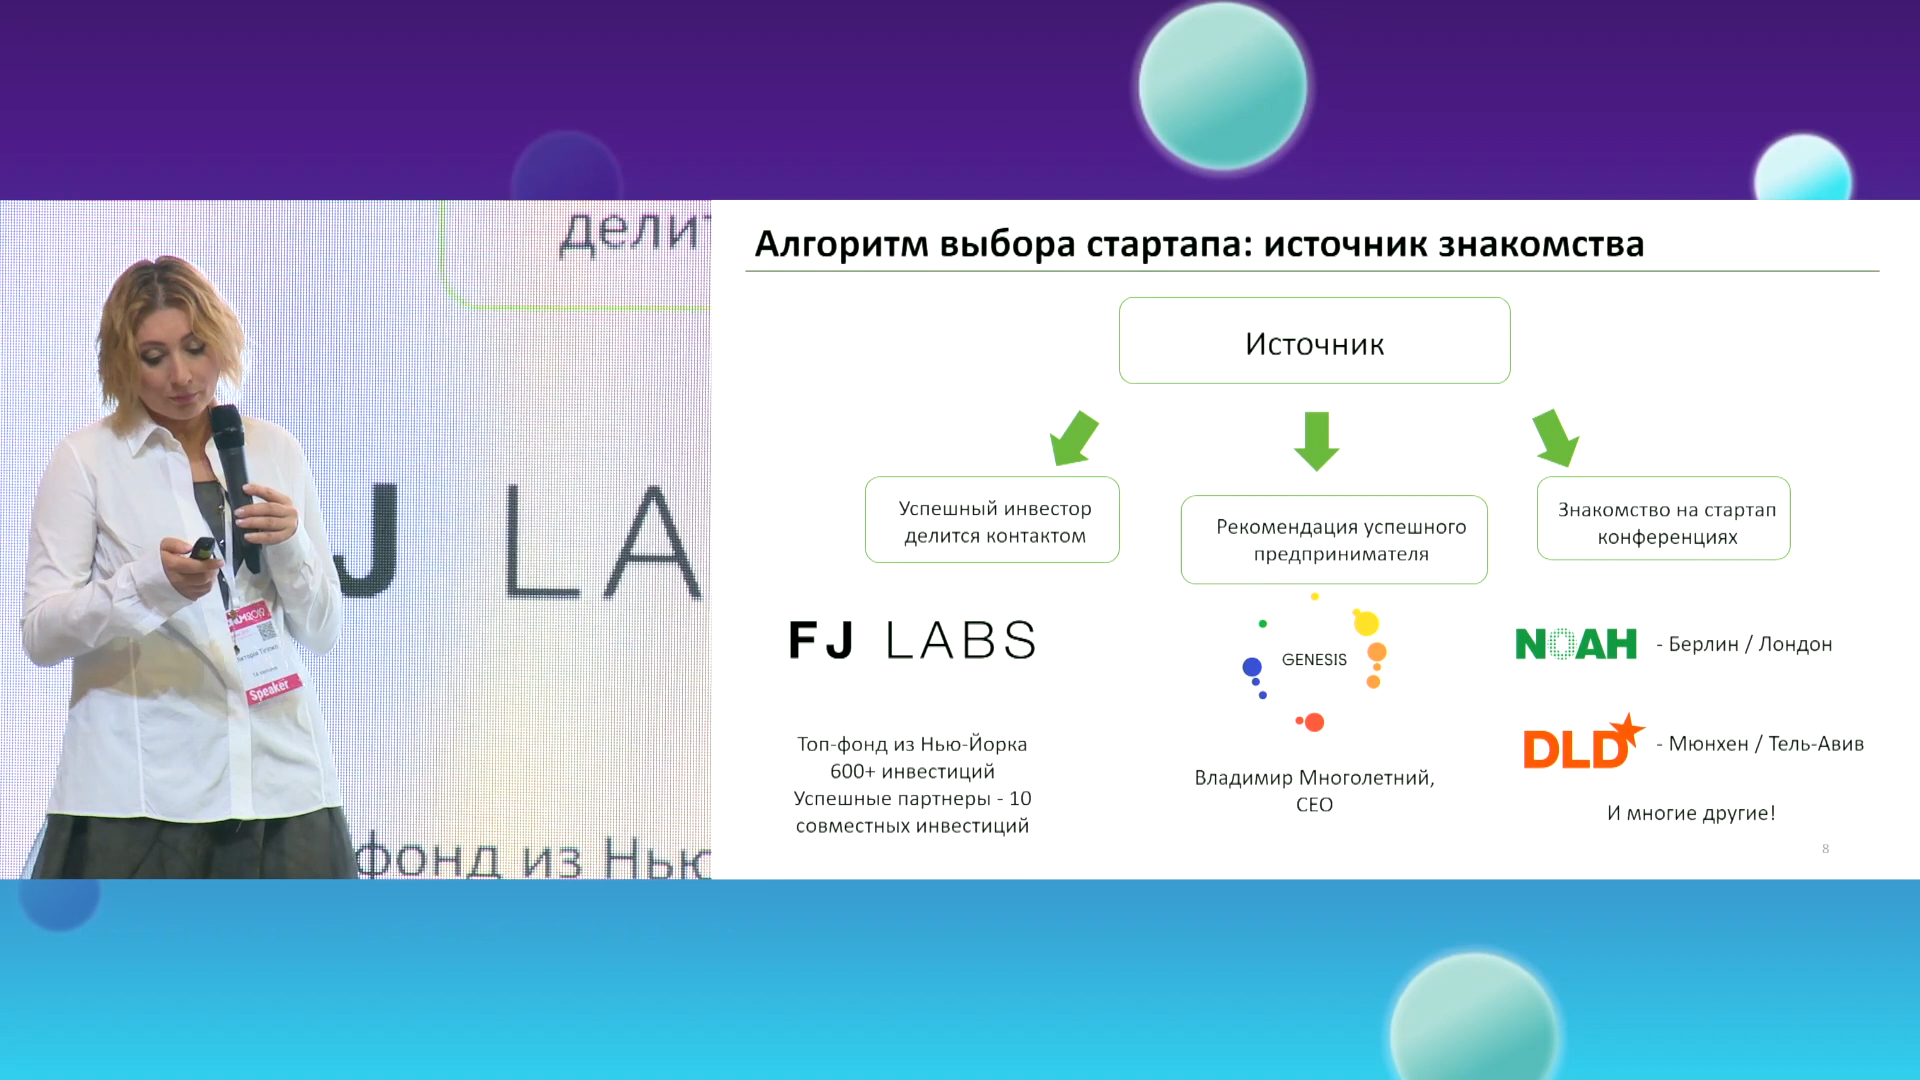 Алгоритм выбора стартапа: источник знакомства
Источник
Успешный инвестор
делится контактом
Рекомендация успешного
предпринимателя
Знакомство на стартап
конференциях
FJ LABS
GENESIS
NOAH - Берлин / Лондон
DLD - Мюнхен / Тель-Авив
И многие другие!
Топ-фонд из Нью-Йорка
600+ инвестиций
Успешные партнеры - 10
совместных инвестиций
Владимир Многолетний,
CEO
8
делит
J LA
фонд из Нью
Speaker